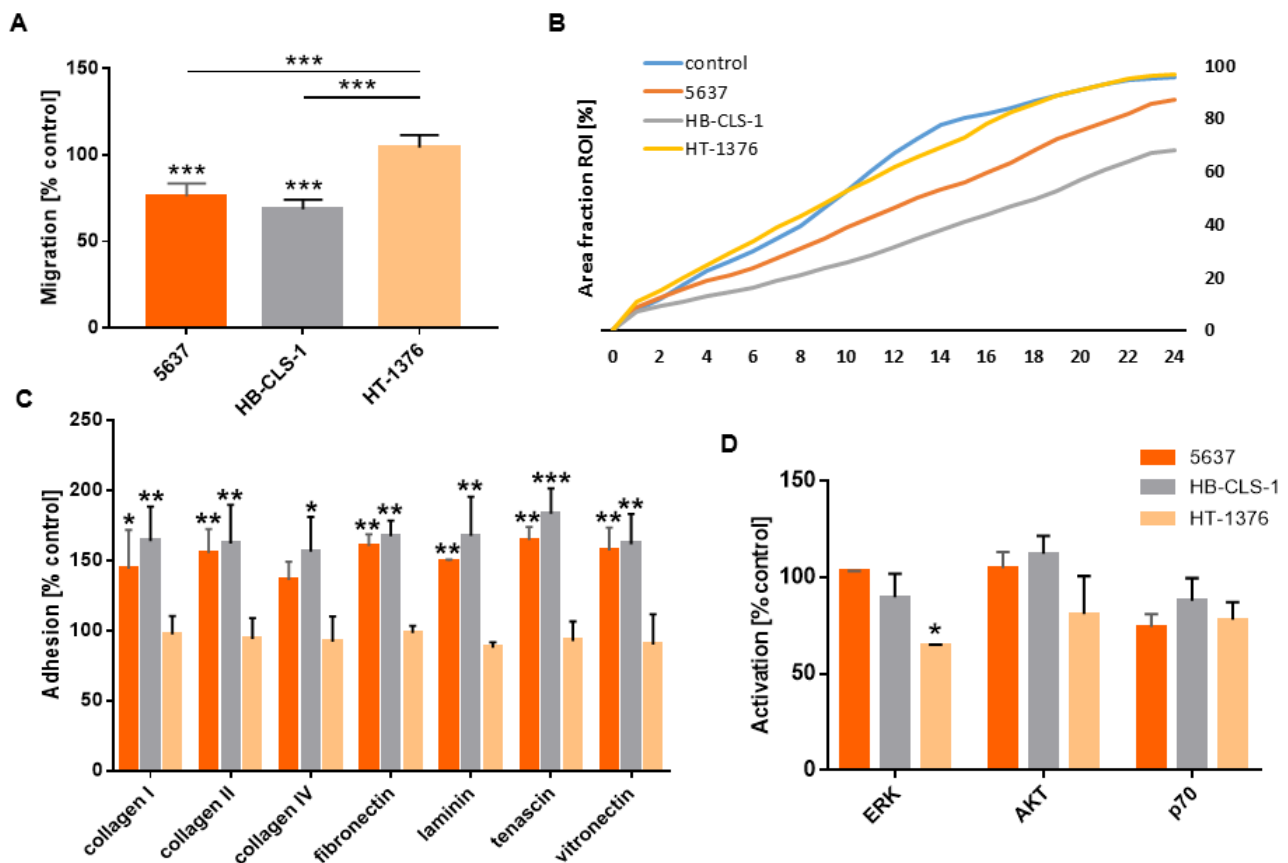 A
Migration [% control]
150
100
50
0
***
***
***
***
5637
HB-CLS-1
HT-1376
B
control
5637
HB-CLS-1
HT-1376
Area fraction ROI [%]
100
80
60
40
20
0
0 2 4 6 8 10 12 14 16 18 20 22 24
C
Adhesion [% control]
250
200
150
100
50
0
* ** ** ** * ** ** ** ** ** *** ** **
collagen I
collagen II
collagen IV
fibronectin
laminin
tenascin
vitronectin
D
5637
HB-CLS-1
HT-1376
Activation [% control]
150
100
50
0
*
ERK
AKT
p70